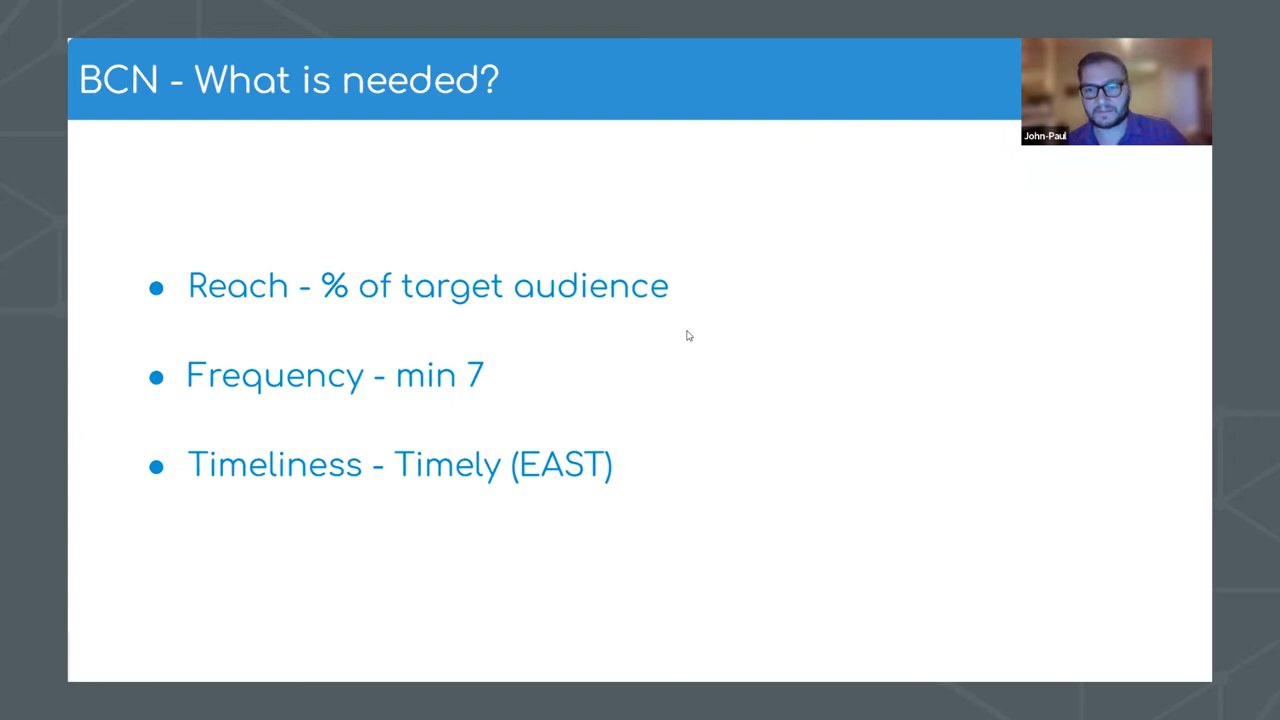 BCN - What is needed?
John-Paul
● Reach - % of target audience
● Frequency - min 7
● Timeliness - Timely (EAST)